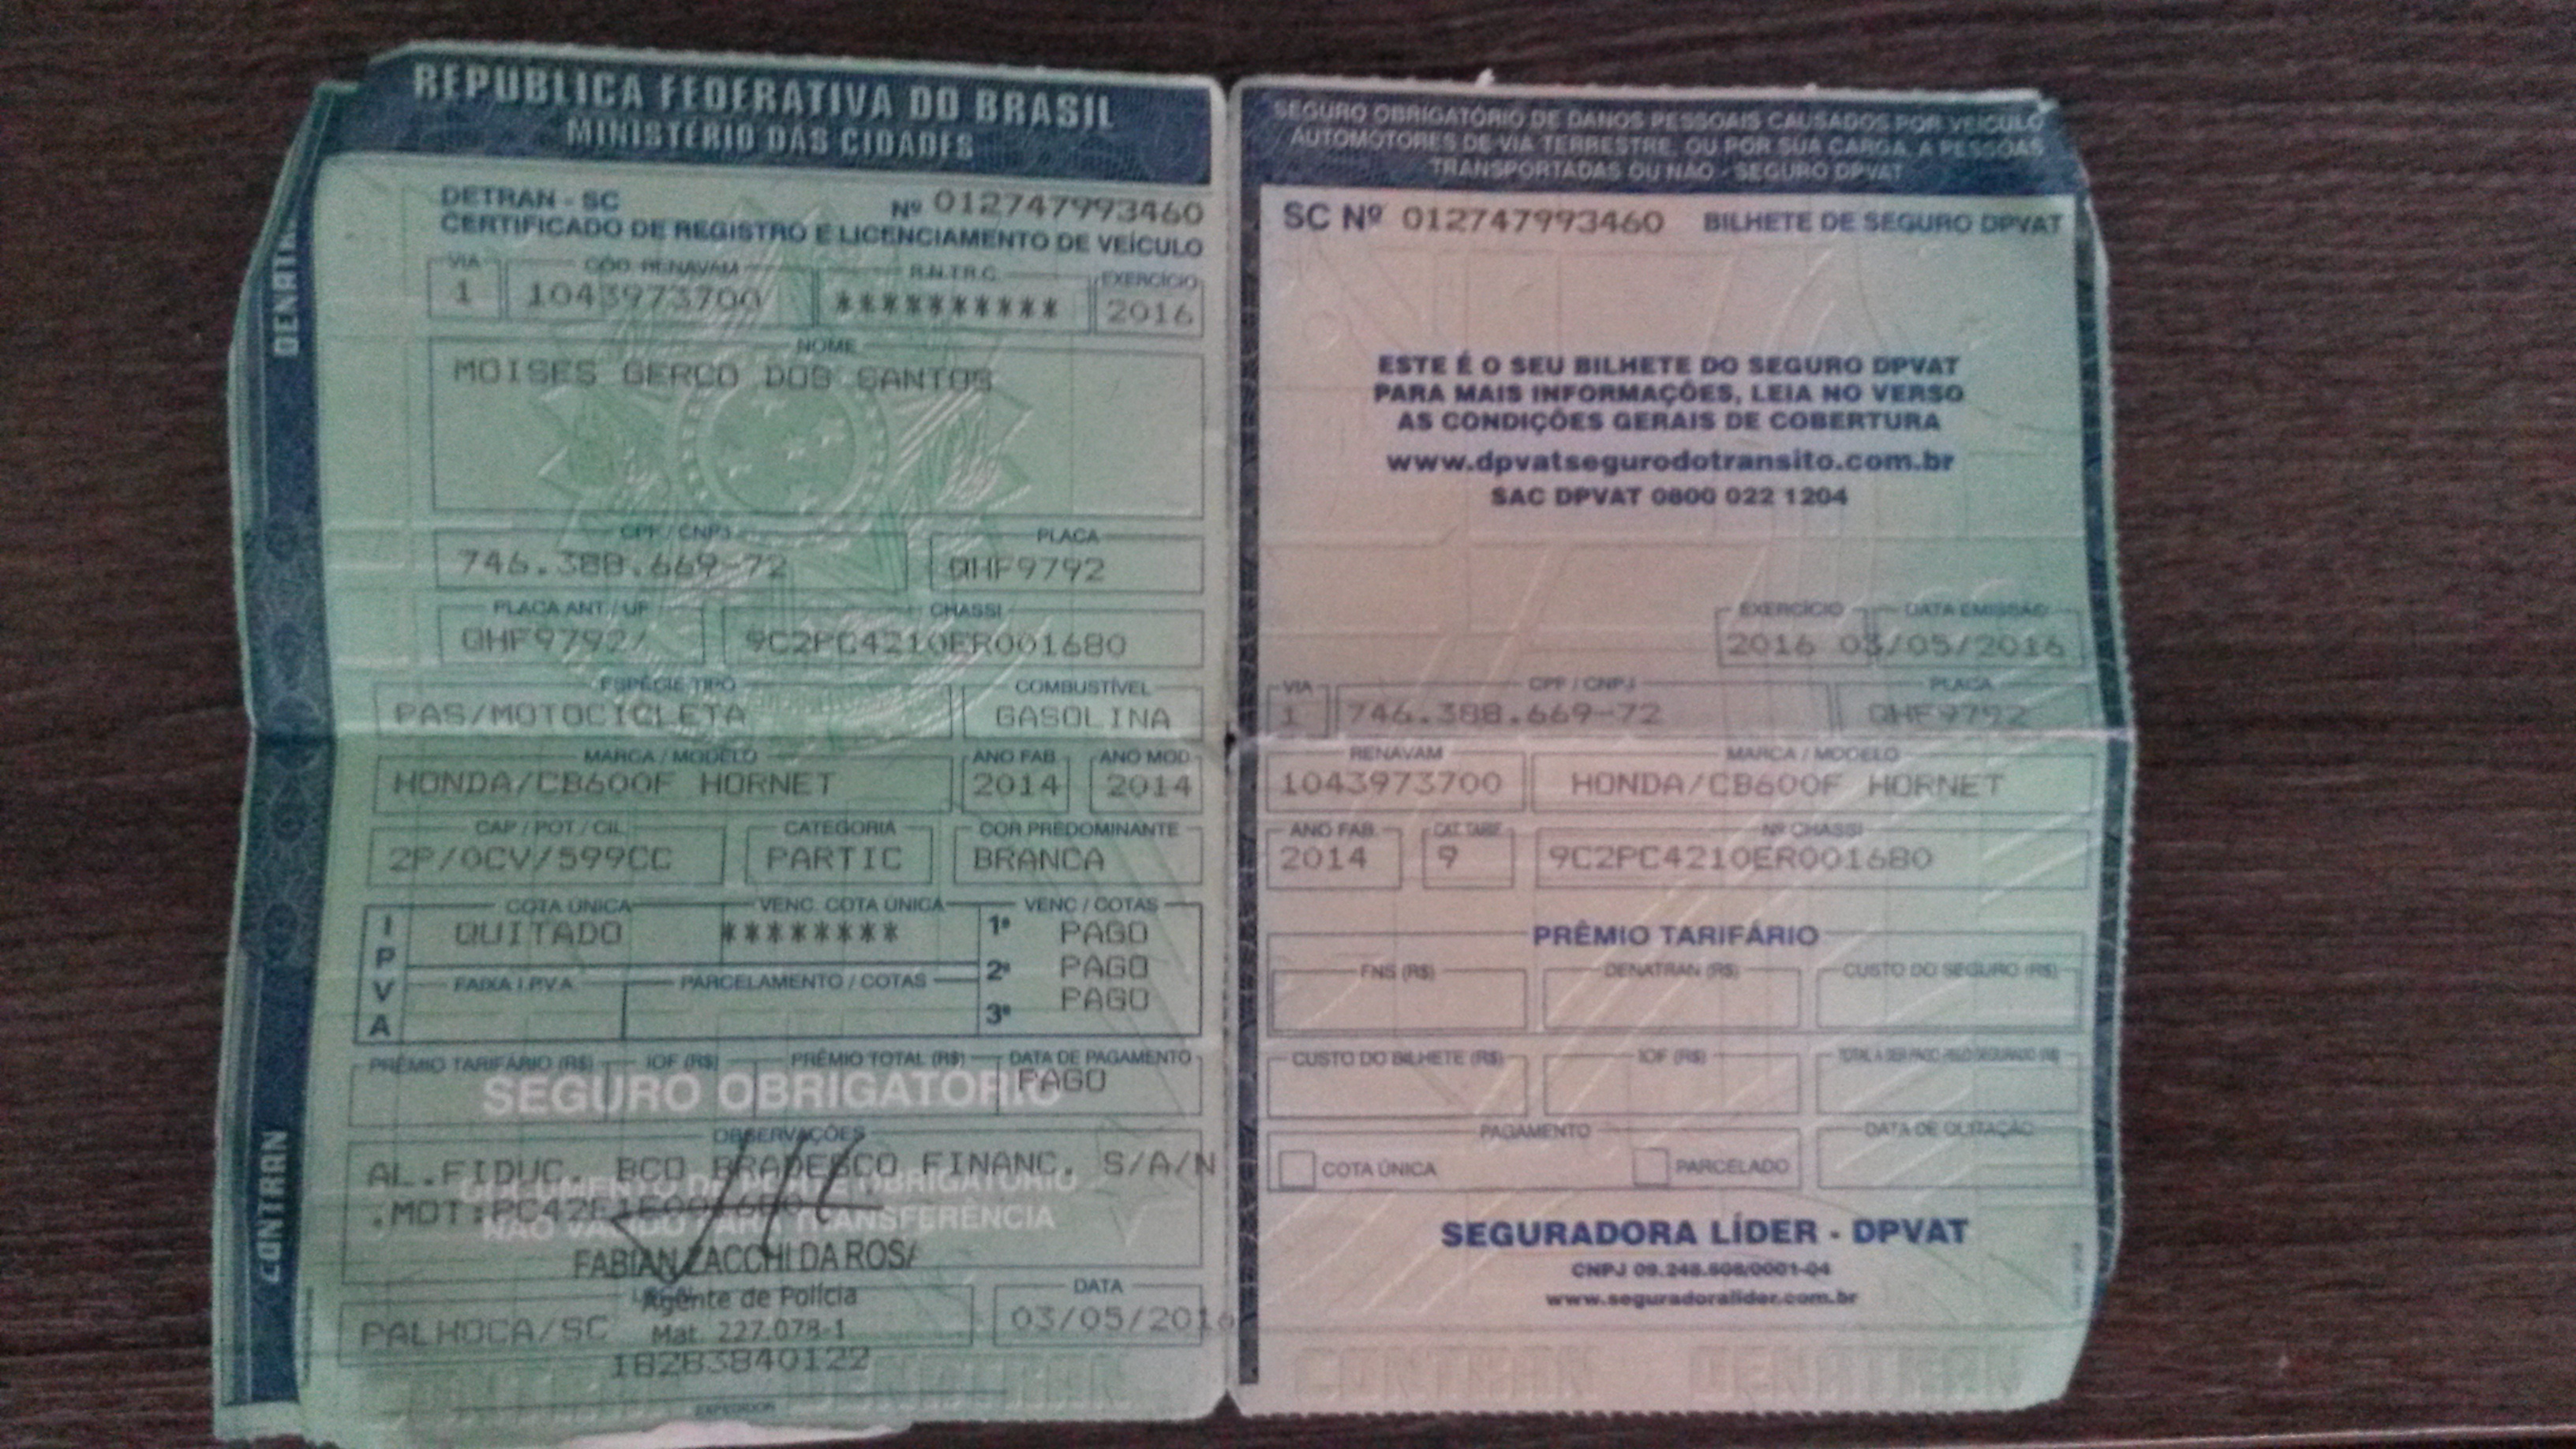 REPÚBLICA FEDERATIVA DO BRASIL
MINISTÉRIO DAS CIDADES
DENATRAN
CONTRAN
DETRAN - SC Nº 012747993460
CERTIFICADO DE REGISTRO E LICENCIAMENTO DE VEÍCULO
VIA CÓD. RENAVAM R.N.T.R.C. EXERCÍCIO
1 1043973700 ********** 2016
NOME
MOISES GERCO DOS SANTOS
CPF / CNPJ PLACA
746.388.669-72 QHF9792
PLACA ANT / UF CHASSI
QHF9792/ 9C2PC4210ER001680
ESPÉCIE TIPO COMBUSTÍVEL
PAS/MOTOCICLETA GASOLINA
MARCA / MODELO ANO FAB. ANO MOD.
HONDA/CB600F HORNET 2014 2014
CAP / POT / CIL CATEGORIA COR PREDOMINANTE
2P/0CV/599CC PARTIC BRANCA
IPVA
COTA ÚNICA VENC. COTA ÚNICA VENC / COTAS
QUITADO ******** 1ª PAGO
2ª PAGO
FAIXA I.P.V.A. PARCELAMENTO / COTAS
3ª PAGO
PRÊMIO TARIFÁRIO (R$) IOF (R$) PRÊMIO TOTAL (R$) DATA DE PAGAMENTO
SEGURO OBRIGATÓRIO PAGO
OBSERVAÇÕES
AL.FIDUC. BCO BRADESCO FINANC. S/A/N
DOCUMENTO DE PORTE OBRIGATÓRIO
.MOT:
NÃO VÁLIDO PARA TRANSFERÊNCIA
FABIAN ZACCHI DA ROSA
DATA
Agente de Polícia
PALHOCA/SC Mat. 227.078-1 03/05/2016
18283840122
EXPEDIDOR
SEGURO OBRIGATÓRIO DE DANOS PESSOAIS CAUSADOS POR VEÍCULO
AUTOMOTORES DE VIA TERRESTRE, OU POR SUA CARGA, A PESSOAS
TRANSPORTADAS OU NÃO - SEGURO DPVAT
SC Nº 012747993460 BILHETE DE SEGURO DPVAT
ESTE É O SEU BILHETE DO SEGURO DPVAT
PARA MAIS INFORMAÇÕES, LEIA NO VERSO
AS CONDIÇÕES GERAIS DE COBERTURA
www.dpvatsegurodotransito.com.br
SAC DPVAT 0800 022 1204
EXERCÍCIO DATA EMISSÃO
2016 03/05/2016
VIA CPF / CNPJ PLACA
1 746.388.669-72 QHF9792
RENAVAM MARCA / MODELO
1043973700 HONDA/CB600F HORNET
ANO FAB. CAT. TARIF Nº CHASSI
2014 9 9C2PC4210ER001680
PRÊMIO TARIFÁRIO
FNS (R$) DENATRAN (R$) CUSTO DO SEGURO (R$)
CUSTO DO BILHETE (R$) IOF (R$) TOTAL A SER PAGO PELO SEGURADO (R$)
PAGAMENTO DATA DE QUITAÇÃO
COTA ÚNICA PARCELADO
SEGURADORA LÍDER - DPVAT
CNPJ 09.248.608/0001-04
www.seguradoralider.com.br
CONTRAN DENATRAN